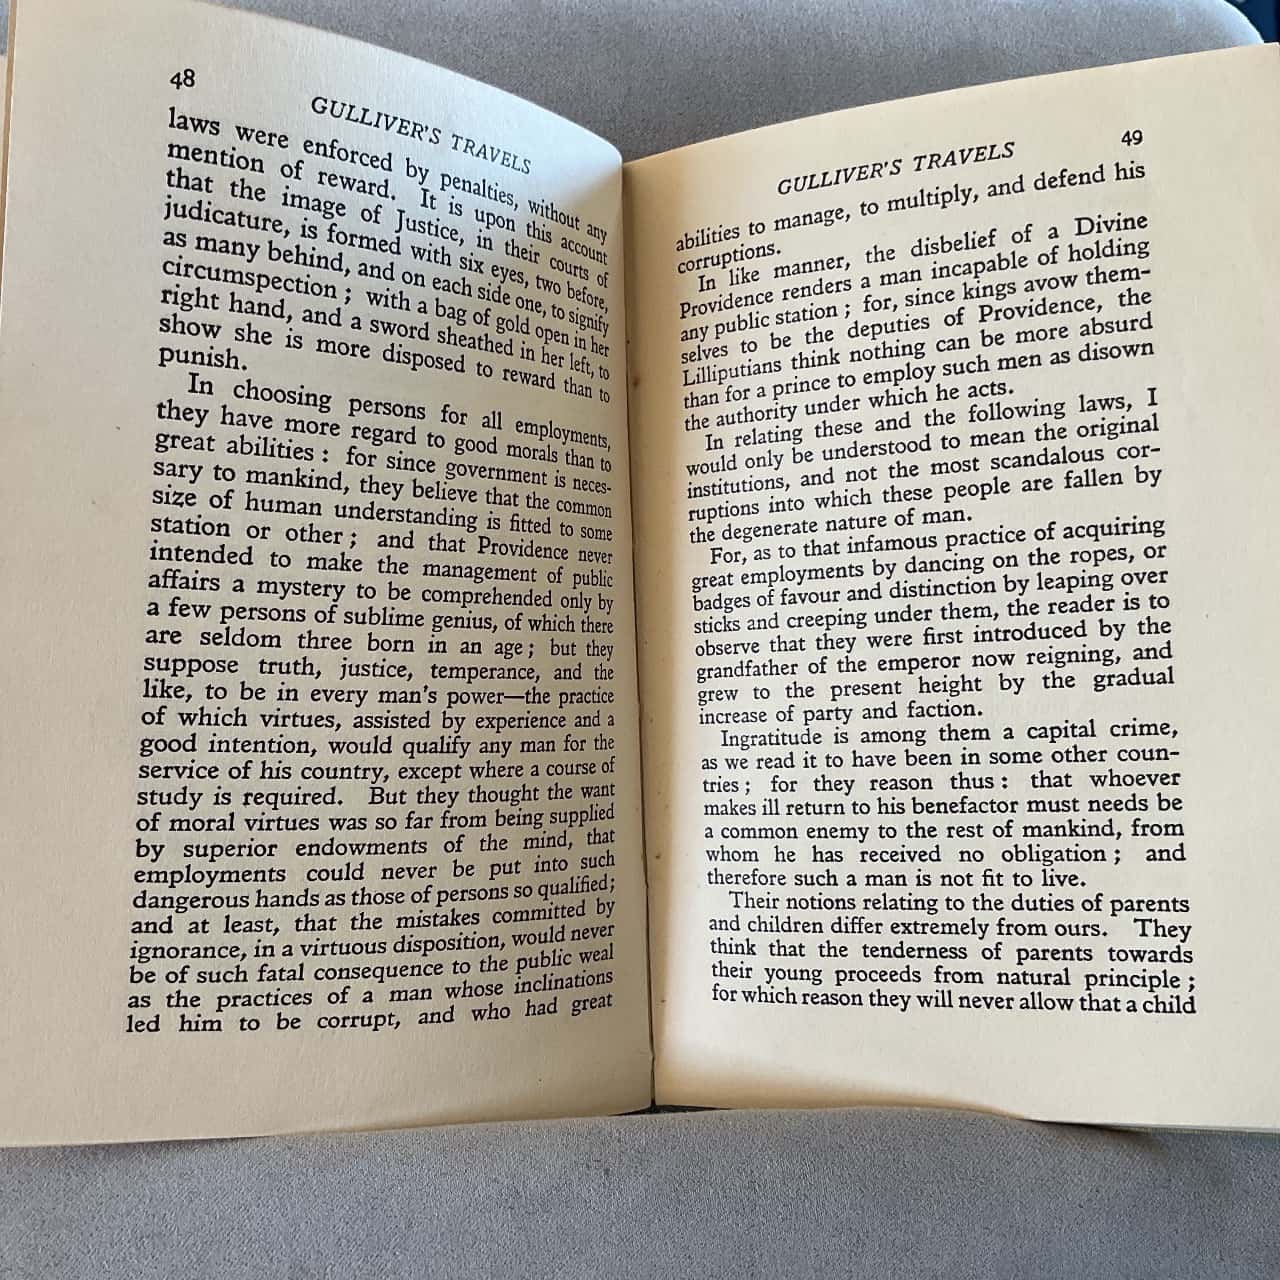 48
GULLIVER'S TRAVELS
laws were enforced by penalties, without any
mention of reward. It is upon this account
that the image of Justice, in their courts of
judicature, is formed with six eyes, two before,
as many behind, and on each side one, to signify
circumspection ; with a bag of gold open in her
right hand, and a sword sheathed in her left, to
show she is more disposed to reward than to
punish.
In choosing persons for all employments,
they have more regard to good morals than to
great abilities : for since government is neces-
sary to mankind, they believe that the common
size of human understanding is fitted to some
station or other ; and that Providence never
intended to make the management of public
affairs a mystery to be comprehended only by
a few persons of sublime genius, of which there
are seldom three born in an age ; but they
suppose truth, justice, temperance, and the
like, to be in every man's power—the practice
of which virtues, assisted by experience and a
good intention, would qualify any man for the
service of his country, except where a course of
study is required. But they thought the want
of moral virtues was so far from being supplied
by superior endowments of the mind, that
employments could never be put into such
dangerous hands as those of persons so qualified ;
and at least, that the mistakes committed by
ignorance, in a virtuous disposition, would never
be of such fatal consequence to the public weal
as the practices of a man whose inclinations
led him to be corrupt, and who had great
GULLIVER'S TRAVELS
49
abilities to manage, to multiply, and defend his
corruptions.
In like manner, the disbelief of a Divine
Providence renders a man incapable of holding
any public station ; for, since kings avow them-
selves to be the deputies of Providence, the
Lilliputians think nothing can be more absurd
than for a prince to employ such men as disown
the authority under which he acts.
In relating these and the following laws, I
would only be understood to mean the original
institutions, and not the most scandalous cor-
ruptions into which these people are fallen by
the degenerate nature of man.
For, as to that infamous practice of acquiring
great employments by dancing on the ropes, or
badges of favour and distinction by leaping over
sticks and creeping under them, the reader is to
observe that they were first introduced by the
grandfather of the emperor now reigning, and
grew to the present height by the gradual
increase of party and faction.
Ingratitude is among them a capital crime,
as we read it to have been in some other coun-
tries ; for they reason thus : that whoever
makes ill return to his benefactor must needs be
a common enemy to the rest of mankind, from
whom he has received no obligation ; and
therefore such a man is not fit to live.
Their notions relating to the duties of parents
and children differ extremely from ours. They
think that the tenderness of parents towards
their young proceeds from natural principle ;
for which reason they will never allow that a child